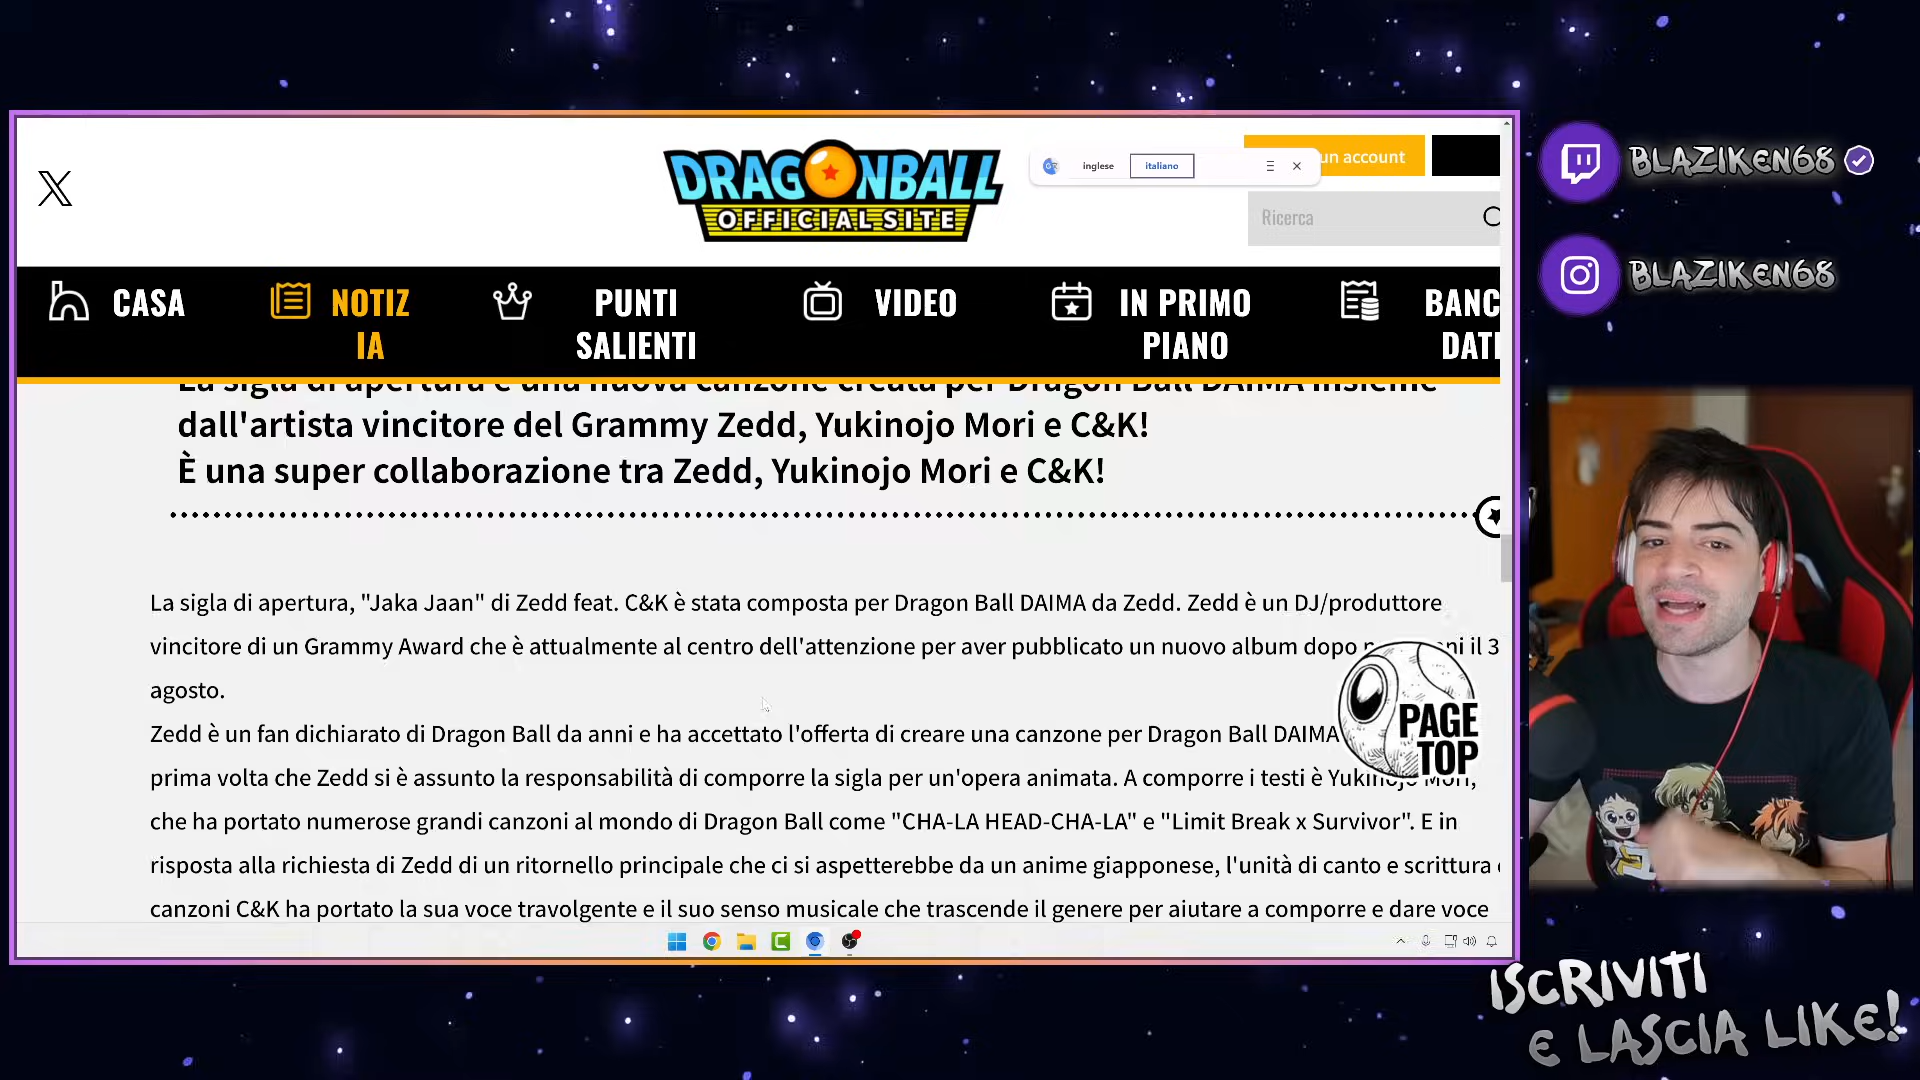 DRAGONBALL
OFFICIAL SITE
inglese
italiano
un account
Ricerca
CASA
NOTIZ
IA
PUNTI
SALIENTI
VIDEO
IN PRIMO
PIANO
BANC
DATI
La sigla di apertura è una nuova canzone creata per Dragon Ball DAIMA insieme
dall'artista vincitore del Grammy Zedd, Yukinojo Mori e C&K!
È una super collaborazione tra Zedd, Yukinojo Mori e C&K!
La sigla di apertura, "Jaka Jaan" di Zedd feat. C&K è stata composta per Dragon Ball DAIMA da Zedd. Zedd è un DJ/produttore
vincitore di un Grammy Award che è attualmente al centro dell'attenzione per aver pubblicato un nuovo album dopo il 3
agosto.
Zedd è un fan dichiarato di Dragon Ball da anni e ha accettato l'offerta di creare una canzone per Dragon Ball DAIMA
prima volta che Zedd si è assunto la responsabilità di comporre la sigla per un'opera animata. A comporre i testi è Yukinojo Mori,
che ha portato numerose grandi canzoni al mondo di Dragon Ball come "CHA-LA HEAD-CHA-LA" e "Limit Break x Survivor". E in
risposta alla richiesta di Zedd di un ritornello principale che ci si aspetterebbe da un anime giapponese, l'unità di canto e scrittura
canzoni C&K ha portato la sua voce travolgente e il suo senso musicale che trascende il genere per aiutare a comporre e dare voce
PAGE
TOP
BLAZIKEN68
BLAZIKEN68
ISCRIVITI
E LASCIA LIKE!